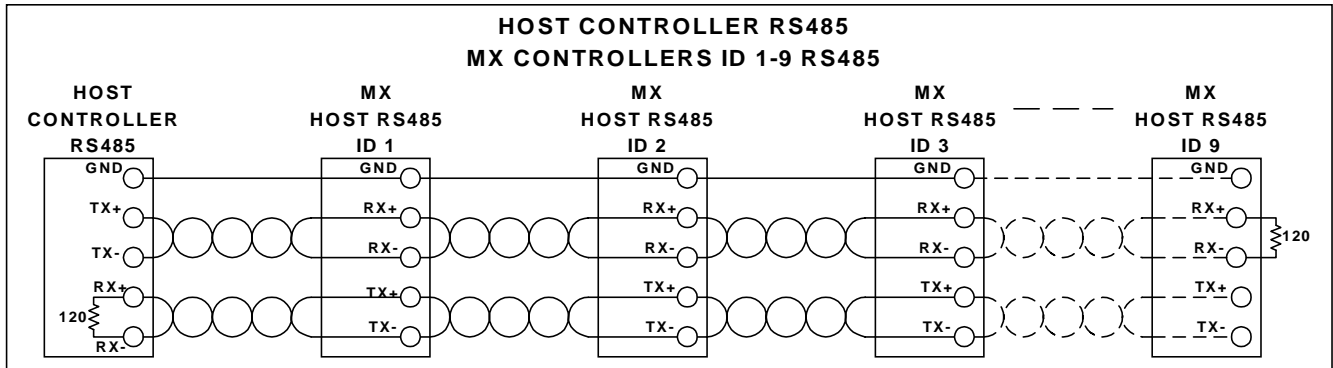 HOST CONTROLLER RS485
MX CONTROLLERS ID 1-9 RS485
HOST
CONTROLLER
RS485
MX
HOST RS485
ID 1
MX
HOST RS485
ID 2
MX
HOST RS485
ID 3
MX
HOST RS485
ID 9
GND
TX+
TX-
RX+
RX-
120
GND
RX+
RX-
TX+
TX-
GND
RX+
RX-
TX+
TX-
GND
RX+
RX-
TX+
TX-
GND
RX+
RX-
TX+
TX-
120